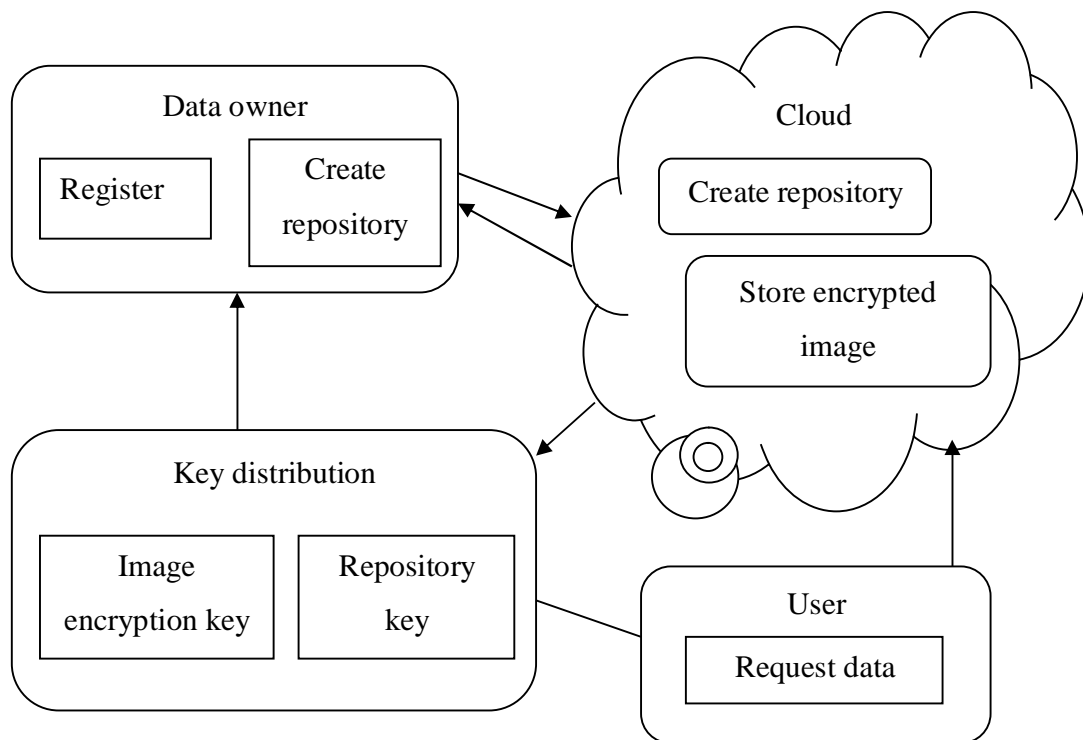 Data owner
Register
Create
repository
Cloud
Create repository
Store encrypted
image
Key distribution
Image
encryption key
Repository
key
User
Request data